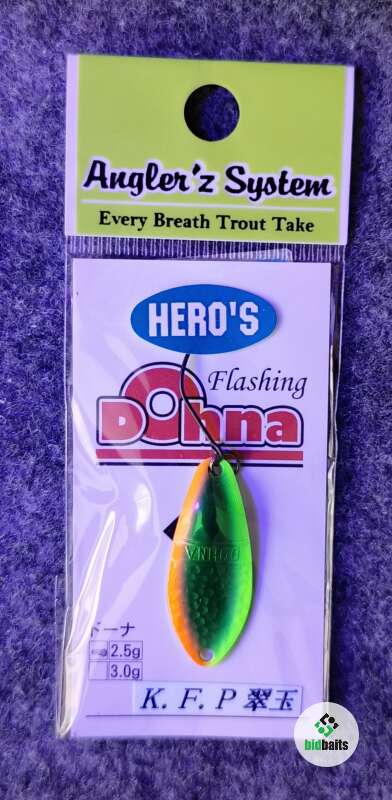 Angler'z System
Every Breath Trout Take
HERO'S
Flashing
Dohna
DOHNA
ドーナ
2.5g
3.0g
K. F. P 翠玉
bidbaits